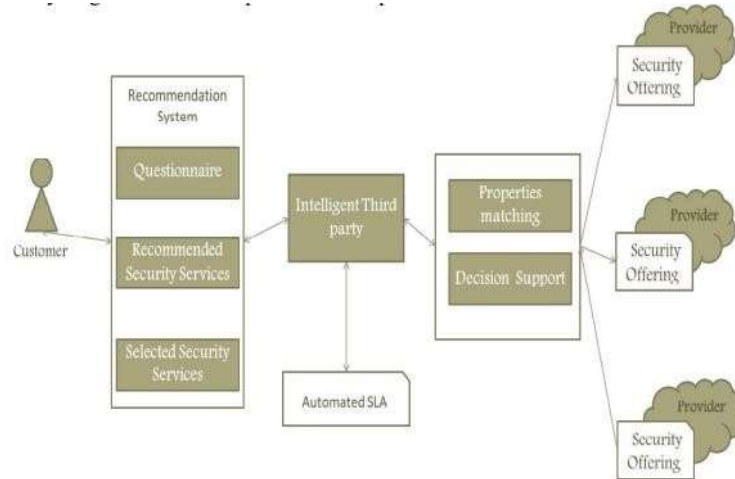 Provider
Security
Offering
Recommendation
System
Questionnaire
Recommended
Security Services
Selected Security
Services
Customer
Intelligent Third
party
Automated SLA
Properties
matching
Decision Support
Provider
Security
Offering
Provider
Security
Offering